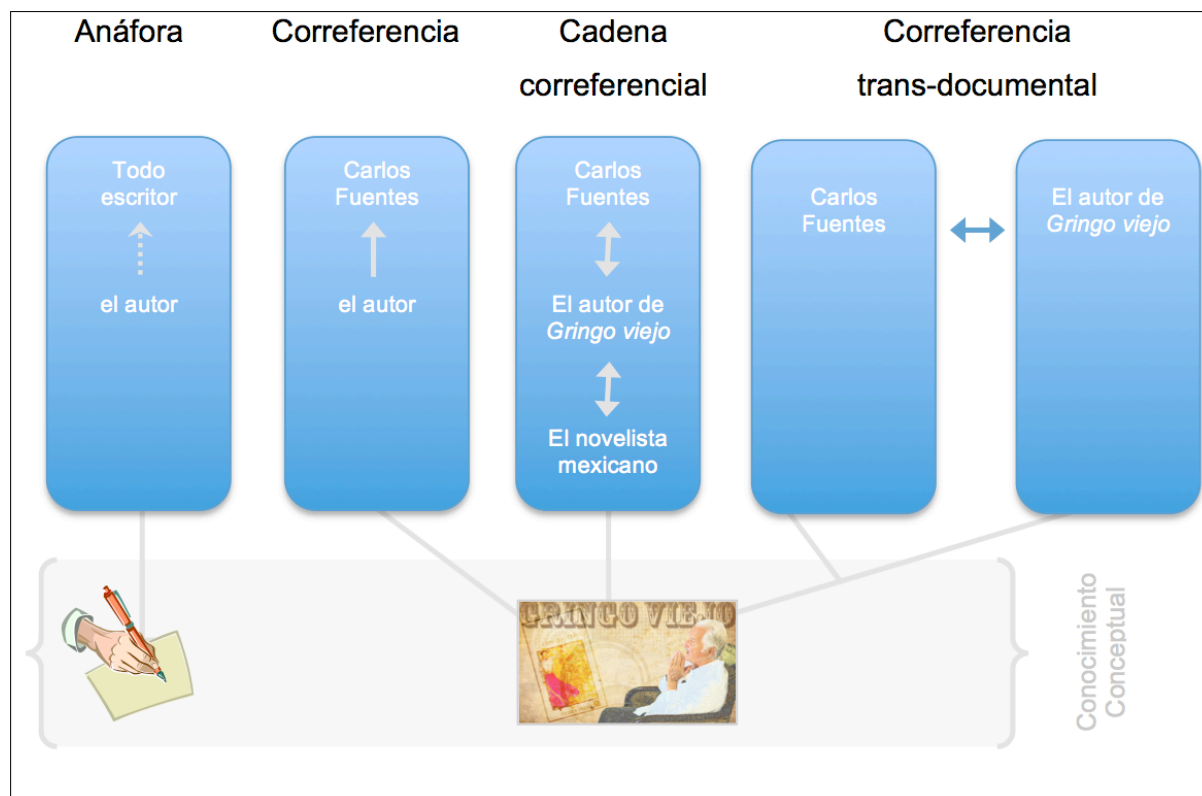 Anáfora
Correferencia
Cadena
correferencial
Correferencia
trans-documental
Todo
escritor
el autor
Carlos
Fuentes
el autor
Carlos
Fuentes
El autor de
Gringo viejo
El novelista
mexicano
Carlos
Fuentes
El autor de
Gringo viejo
GRINGO VIEJO
Conocimiento
Conceptual